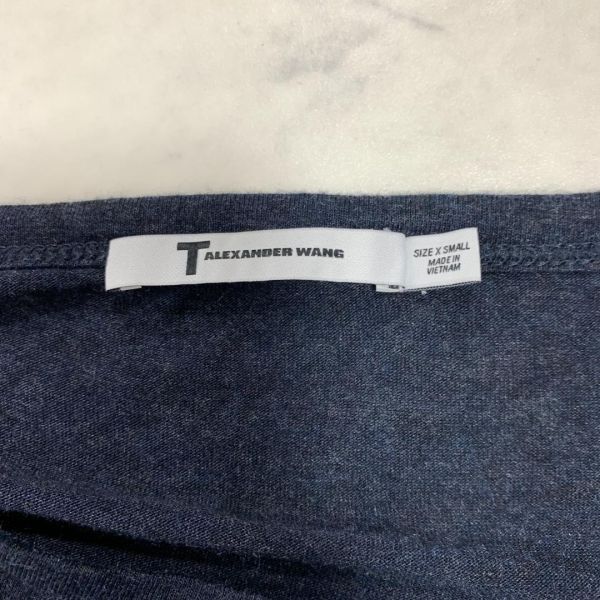 T ALEXANDER WANG
SIZE X SMALL
MADE IN
VIETNAM